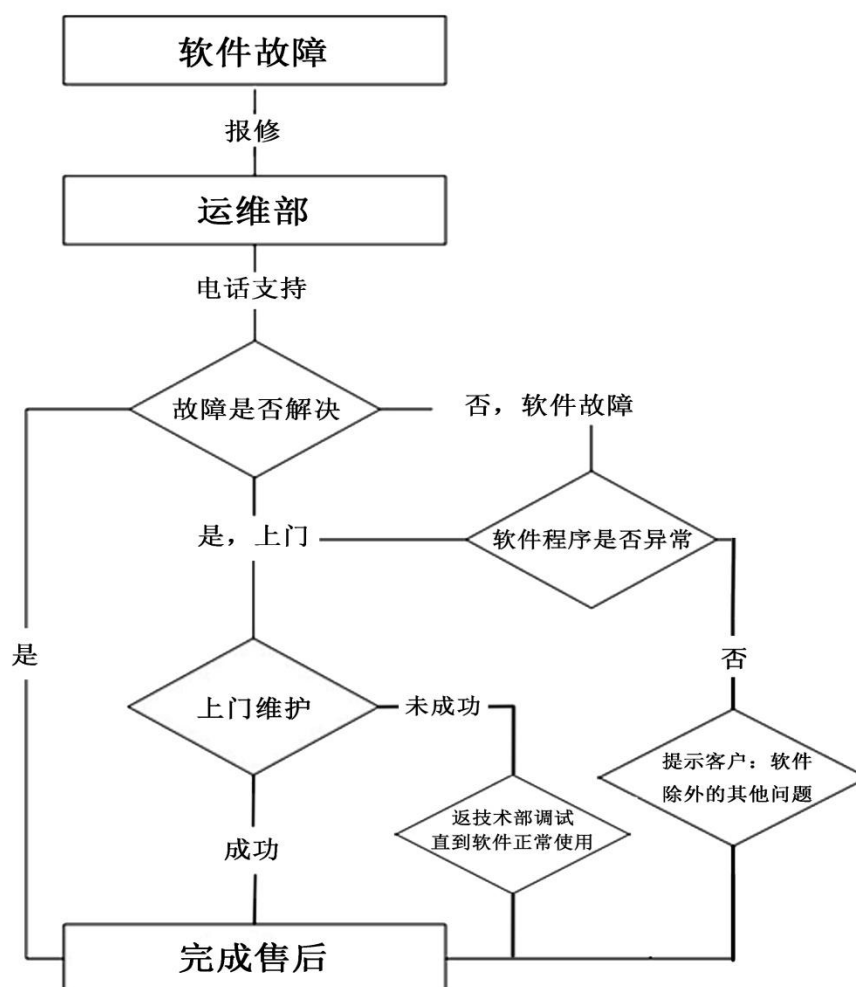 软件故障
报修
运维部
电话支持
故障是否解决
否，软件故障
是，上门
软件程序是否异常
是
否
上门维护
未成功
提示客户：软件
除外的其他问题
返技术部调试
直到软件正常使用
成功
完成售后